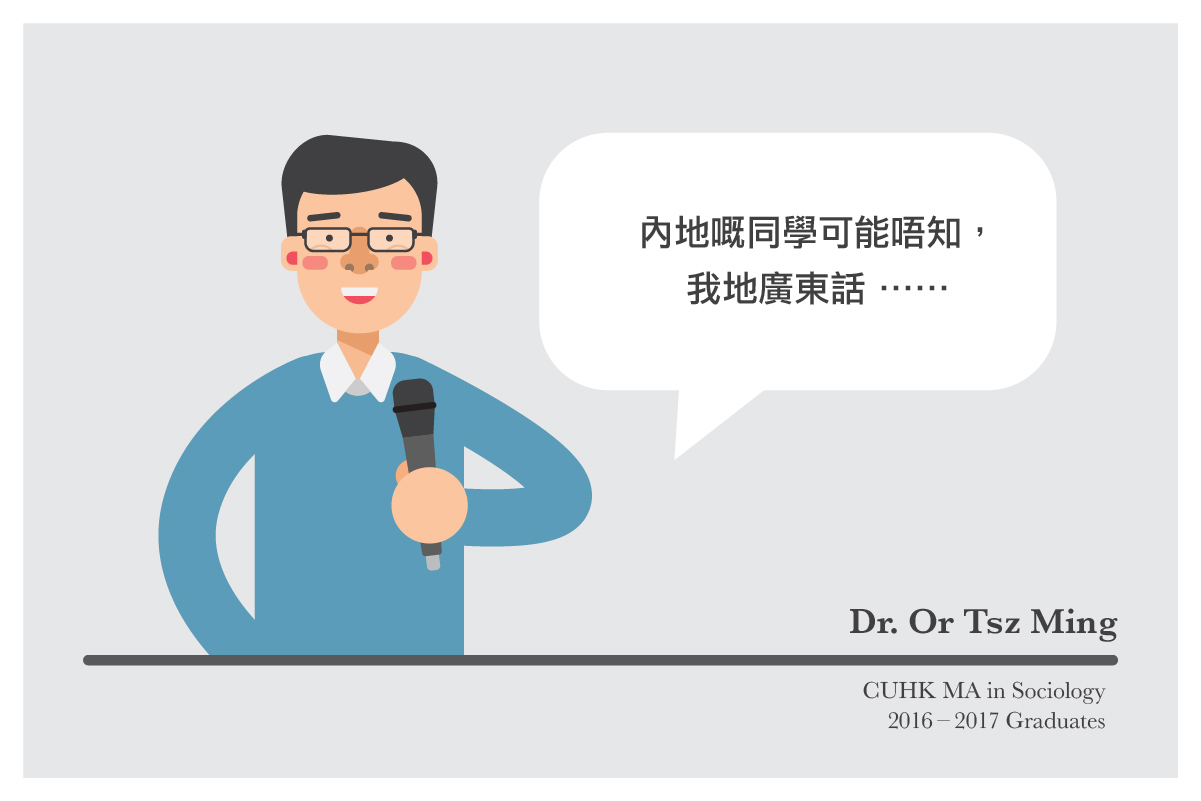 內地嘅同學可能唔知，
我地廣東話 ⋯⋯
Dr. Or Tsz Ming
CUHK MA in Sociology
2016 – 2017 Graduates